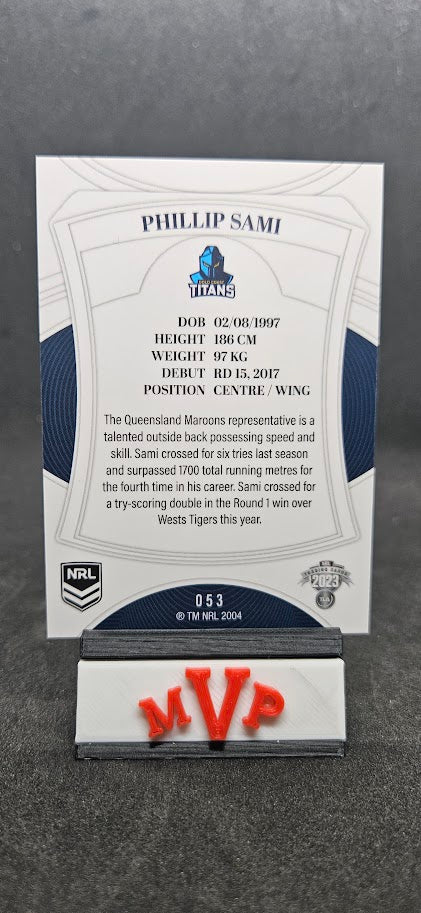 PHILLIP SAMI
GOLD COAST
TITANS
DOB 02/08/1997
HEIGHT 186 CM
WEIGHT 97 KG
DEBUT RD 15, 2017
POSITION CENTRE / WING
The Queensland Maroons representative is a
talented outside back possessing speed and
skill. Sami crossed for six tries last season
and surpassed 1700 total running metres for
the fourth time in his career. Sami crossed for
a try-scoring double in the Round 1 win over
Wests Tigers this year.
NRL
NRL
TRADING CARDS
2023
TLA
053
® TM NRL 2004
MVP